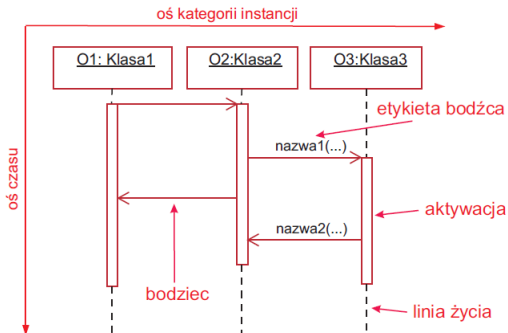 oś kategorii instancji
O1: Klasa1
O2:Klasa2
O3:Klasa3
etykieta bodźca
nazwa1(...)
oś czasu
aktywacja
nazwa2(...)
bodziec
linia życia